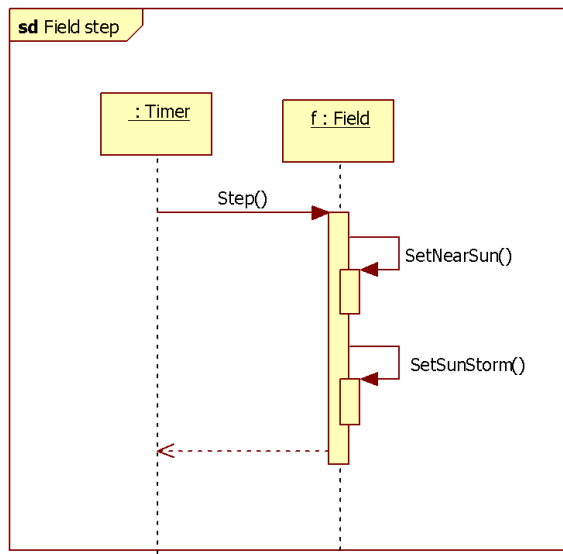 sd Field step
: Timer
f : Field
Step()
SetNearSun()
SetSunStorm()